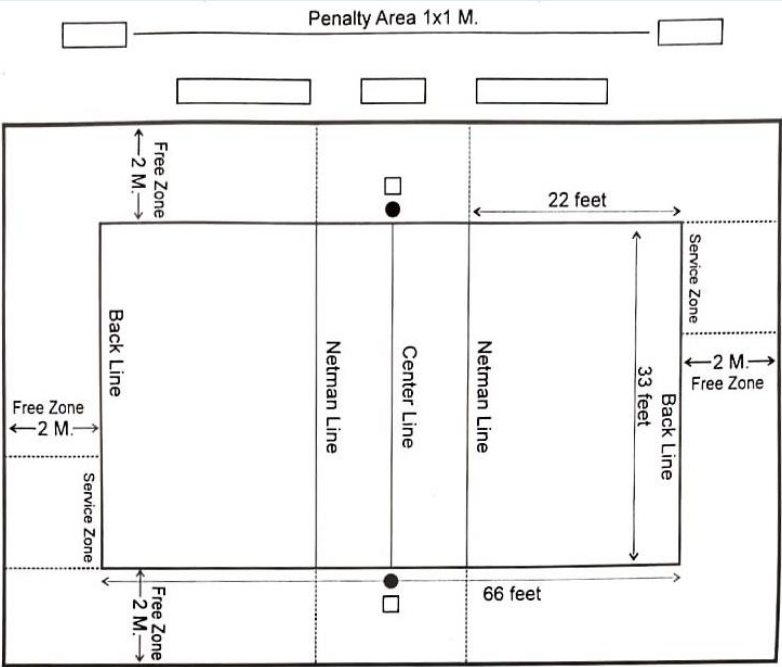 Penalty Area 1x1 M.
Free Zone
2 M.
22 feet
Service Zone
Back Line
Netman Line
Center Line
Netman Line
33 feet
Back Line
2 M.
Free Zone
Free Zone
2 M.
Service Zone
66 feet
Free Zone
2 M.